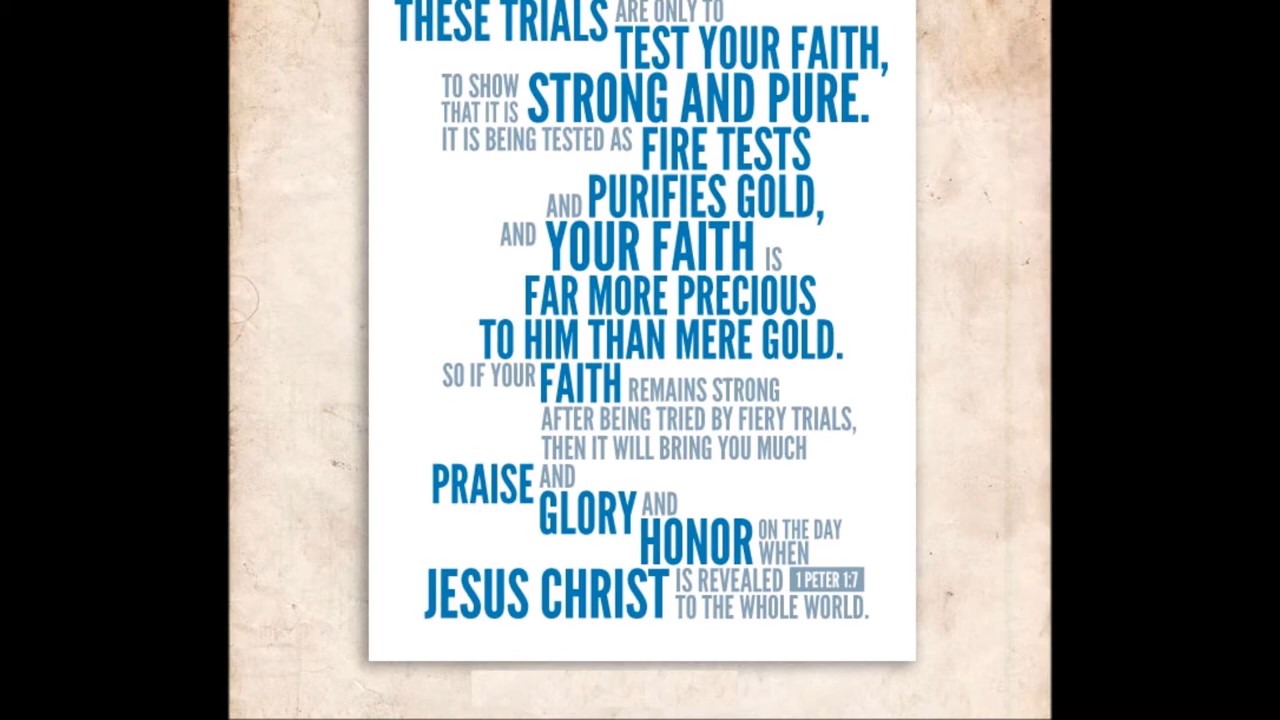 THESE TRIALS ARE ONLY TO
TEST YOUR FAITH,
TO SHOW
THAT IT IS STRONG AND PURE.
IT IS BEING TESTED AS FIRE TESTS
AND PURIFIES GOLD,
AND YOUR FAITH IS
FAR MORE PRECIOUS
TO HIM THAN MERE GOLD.
SO IF YOUR FAITH REMAINS STRONG
AFTER BEING TRIED BY FIERY TRIALS,
THEN IT WILL BRING YOU MUCH
PRAISE AND
GLORY AND
HONOR ON THE DAY
WHEN
JESUS CHRIST IS REVEALED 1 PETER 1:7
TO THE WHOLE WORLD.